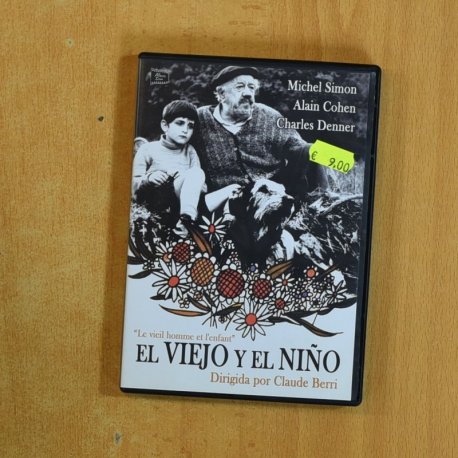 Michel Simon
Alain Cohen
Charles Denner
€ 9,00
"Le vieil homme et l'enfant"
EL VIEJO Y EL NIÑO
Dirigida por Claude Berri